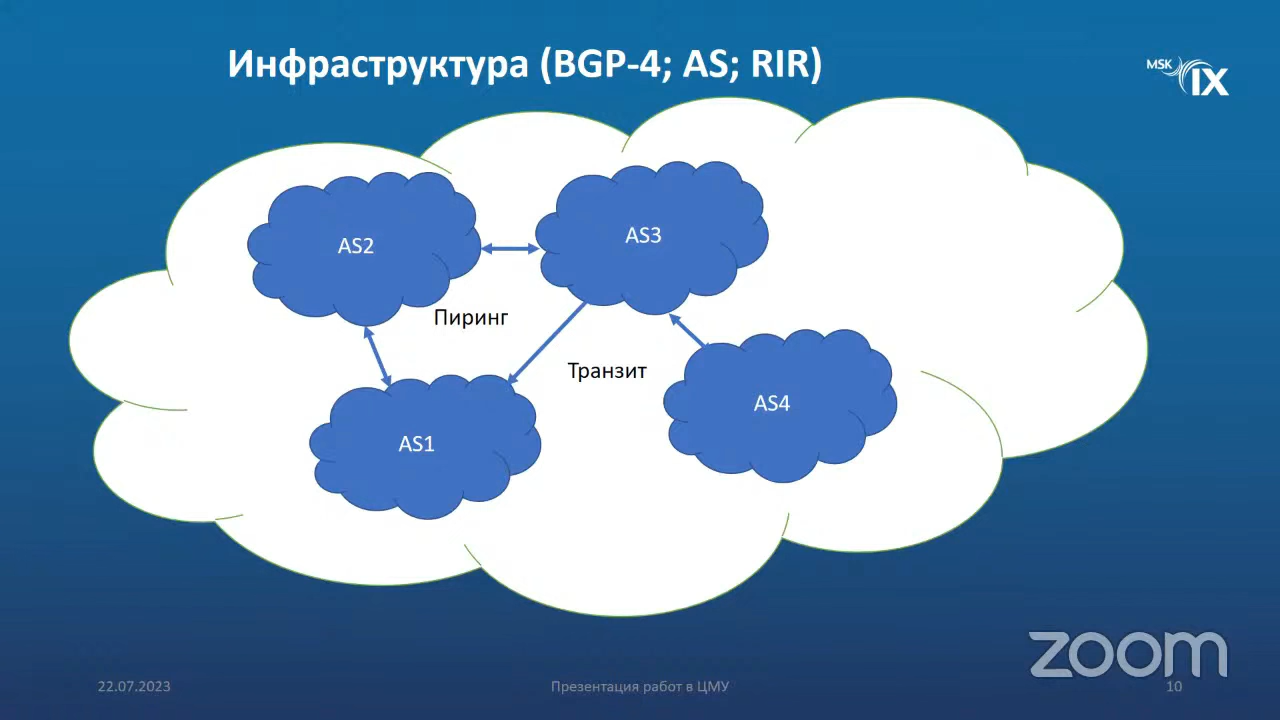 Инфраструктура (BGP-4; AS; RIR)
MSK
IX
AS2
AS3
Пиринг
Транзит
AS4
AS1
zoom
22.07.2023
Презентация работ в ЦМУ
10